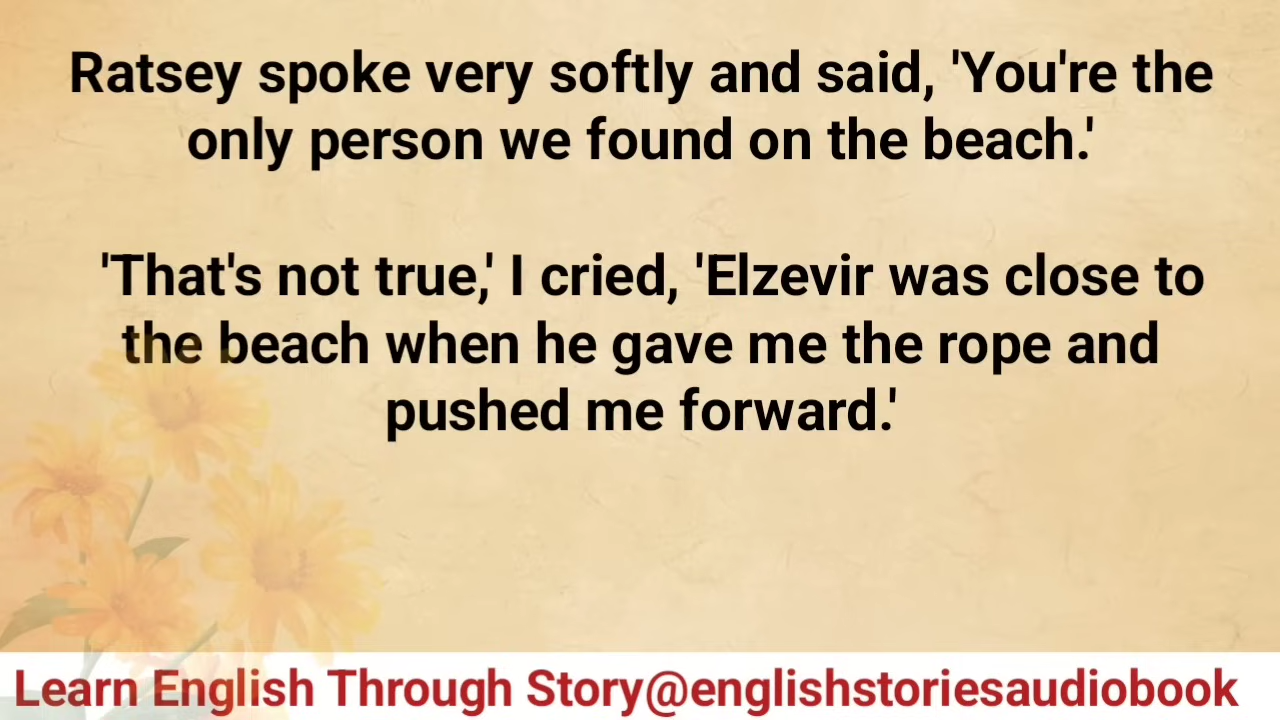 Ratsey spoke very softly and said, 'You're the
only person we found on the beach.'
'That's not true,' I cried, 'Elzevir was close to
the beach when he gave me the rope and
pushed me forward.'
Learn English Through Story@englishstoriesaudiobook